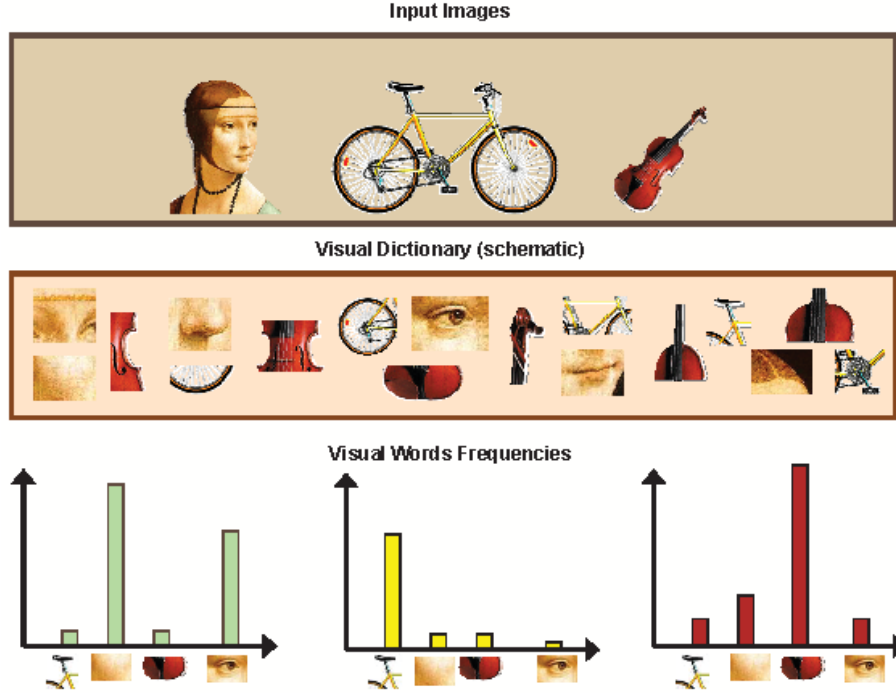 Input Images
Visual Dictionary (schematic)
Visual Words Frequencies